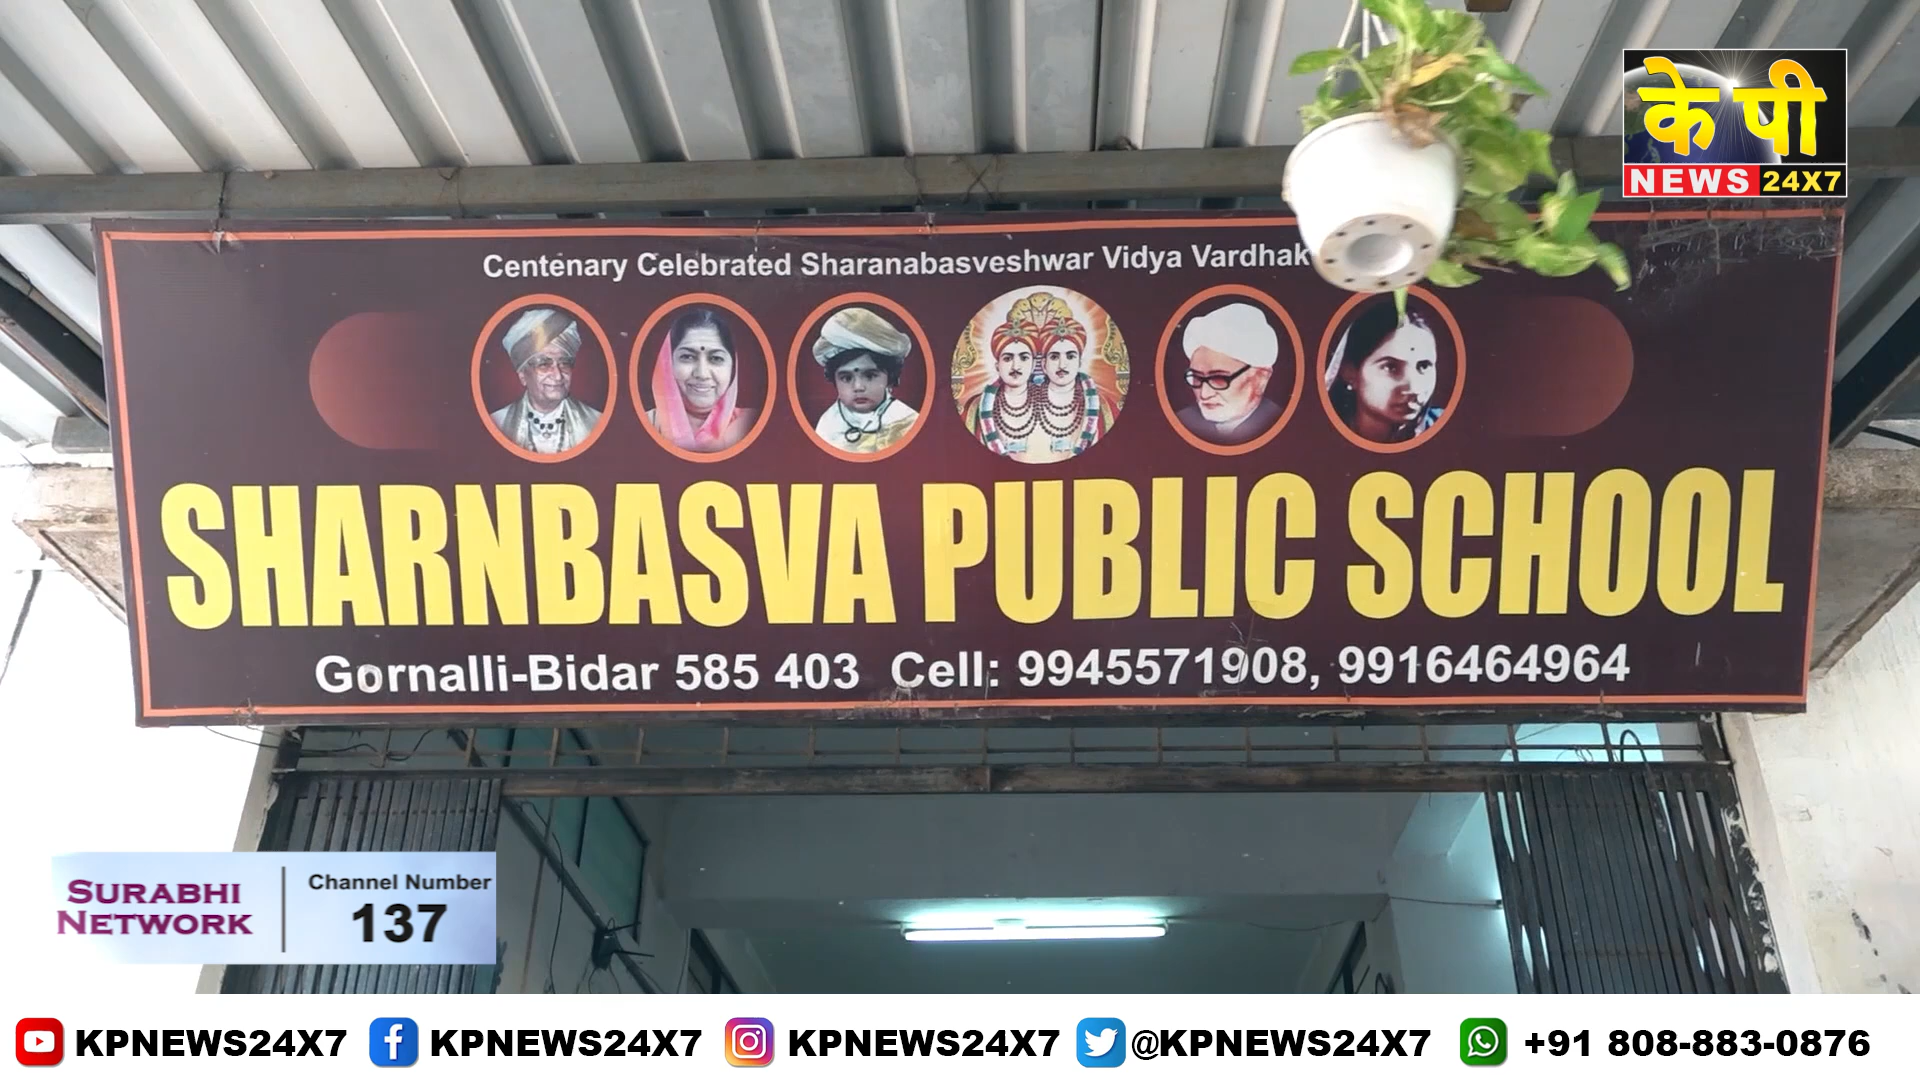 के पी
NEWS 24X7
Centenary Celebrated Sharanabasveshwar Vidya
SHARNBASVA PUBLIC SCHOOL
Gornalli-Bidar 585 403 Cell: 9945571908, 9916464964
SURABHI NETWORK
Channel Number
137
KPNEWS24X7 KPNEWS24X7 KPNEWS24X7 @KPNEWS24X7 +91 808-883-0876